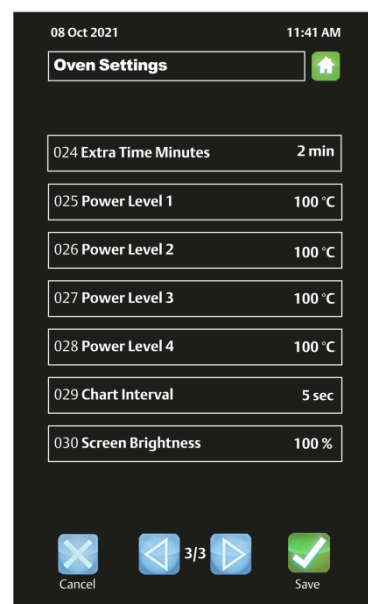 08 Oct 2021 11:41 AM
Oven Settings
024 Extra Time Minutes 2 min
025 Power Level 1 100 °C
026 Power Level 2 100 °C
027 Power Level 3 100 °C
028 Power Level 4 100 °C
029 Chart Interval 5 sec
030 Screen Brightness 100 %
3/3
Cancel Save